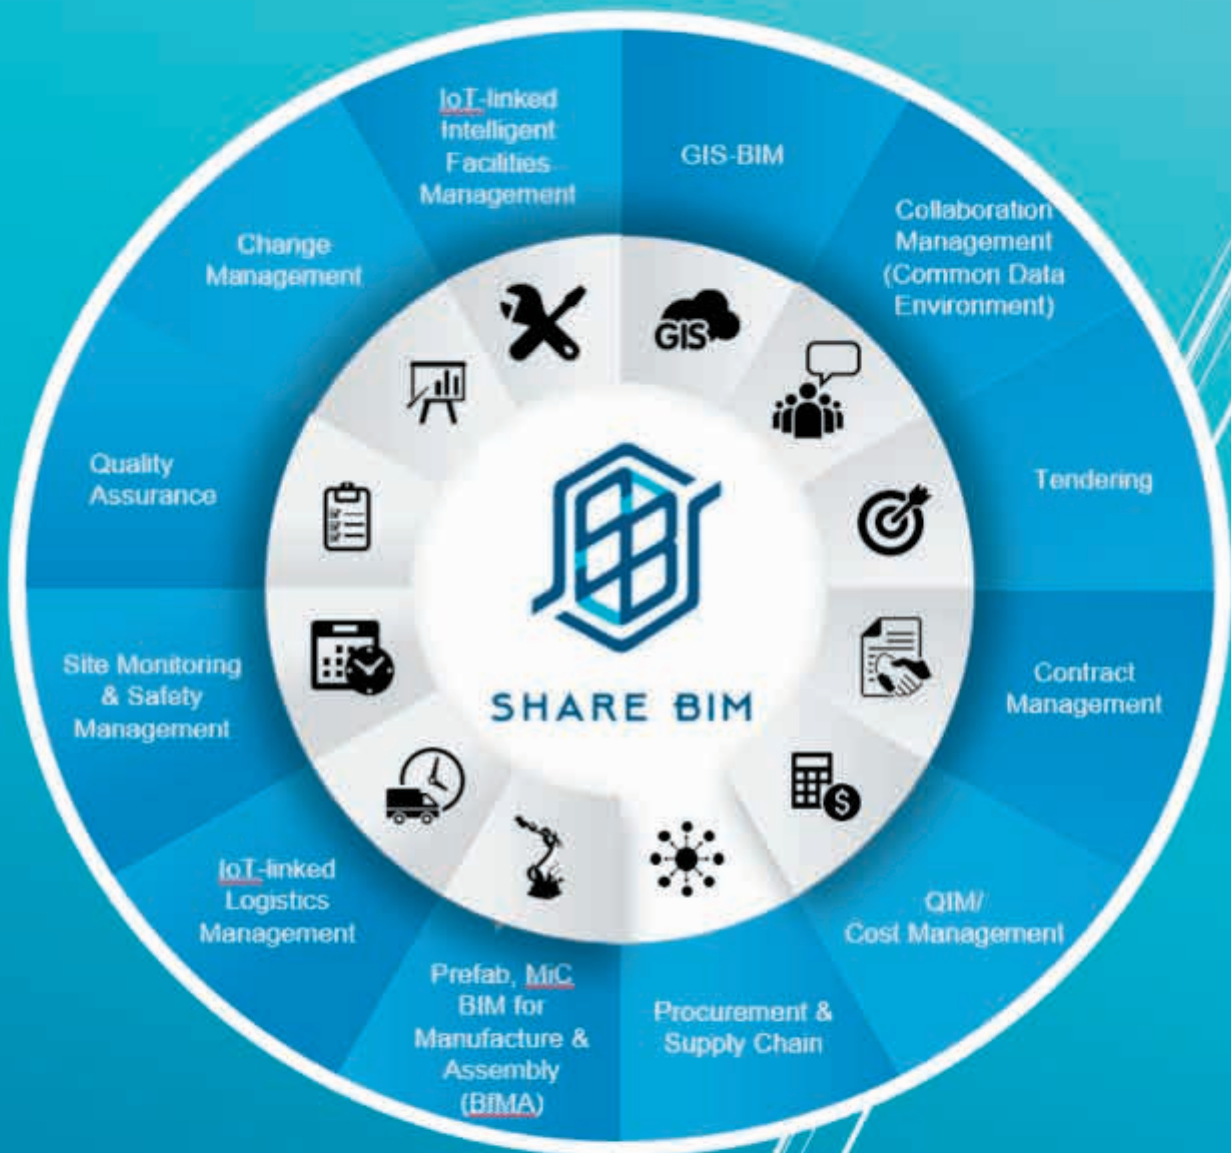 IoT-linked
Intelligent
Facilities
Management
GIS-BIM
Collaboration
Management
(Common Data
Environment)
Tendering
Contract
Management
QIM/
Cost Management
Procurement &
Supply Chain
Prefab, MiC
BIM for
Manufacture &
Assembly
(BfMA)
IoT-linked
Logistics
Management
Site Monitoring
& Safety
Management
Quality
Assurance
Change
Management
GIS
$
SHARE BIM